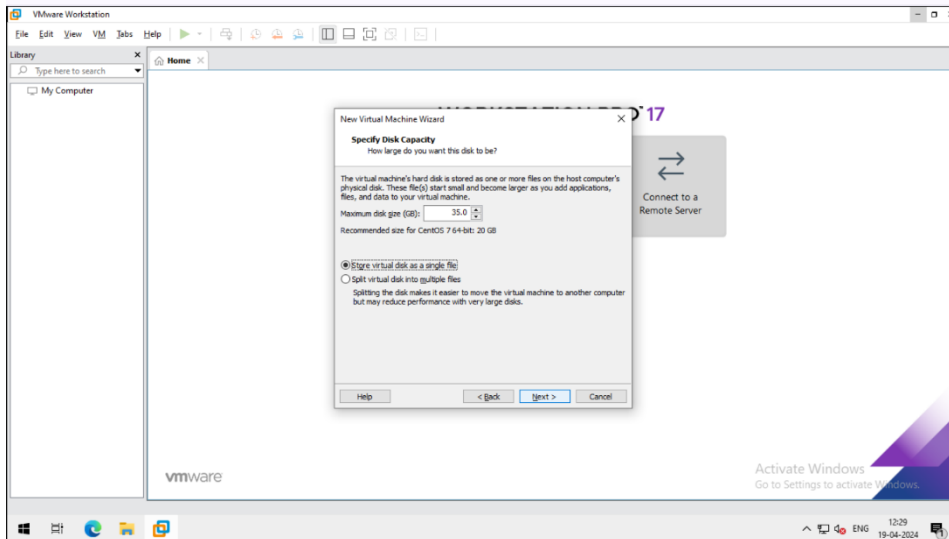 VMware Workstation
File Edit View VM Tabs Help
Library
Type here to search
My Computer
Home
WORKSTATION PRO 17
Connect to a
Remote Server
New Virtual Machine Wizard
Specify Disk Capacity
How large do you want this disk to be?
The virtual machine's hard disk is stored as one or more files on the host computer's
physical disk. These file(s) start small and become larger as you add applications,
files, and data to your virtual machine.
Maximum disk size (GB): 35.0
Recommended size for CentOS 7 64-bit: 20 GB
Store virtual disk as a single file
Split virtual disk into multiple files
Splitting the disk makes it easier to move the virtual machine to another computer
but may reduce performance with very large disks.
Help < Back Next > Cancel
vmware
Activate Windows
Go to Settings to activate Windows.
ENG
12:29
19-04-2024
1